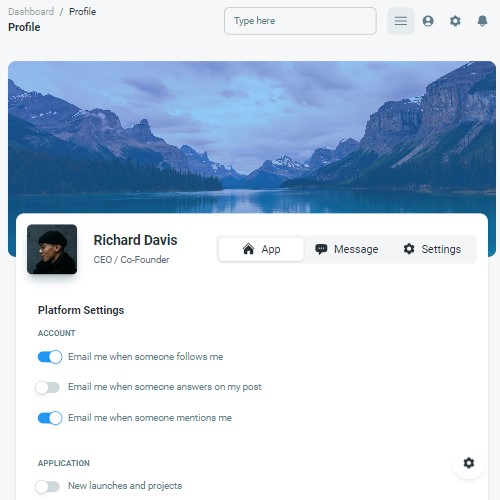 Dashboard / Profile
Profile
Type here
Richard Davis
CEO / Co-Founder
App
Message
Settings
Platform Settings
ACCOUNT
Email me when someone follows me
Email me when someone answers on my post
Email me when someone mentions me
APPLICATION
New launches and projects